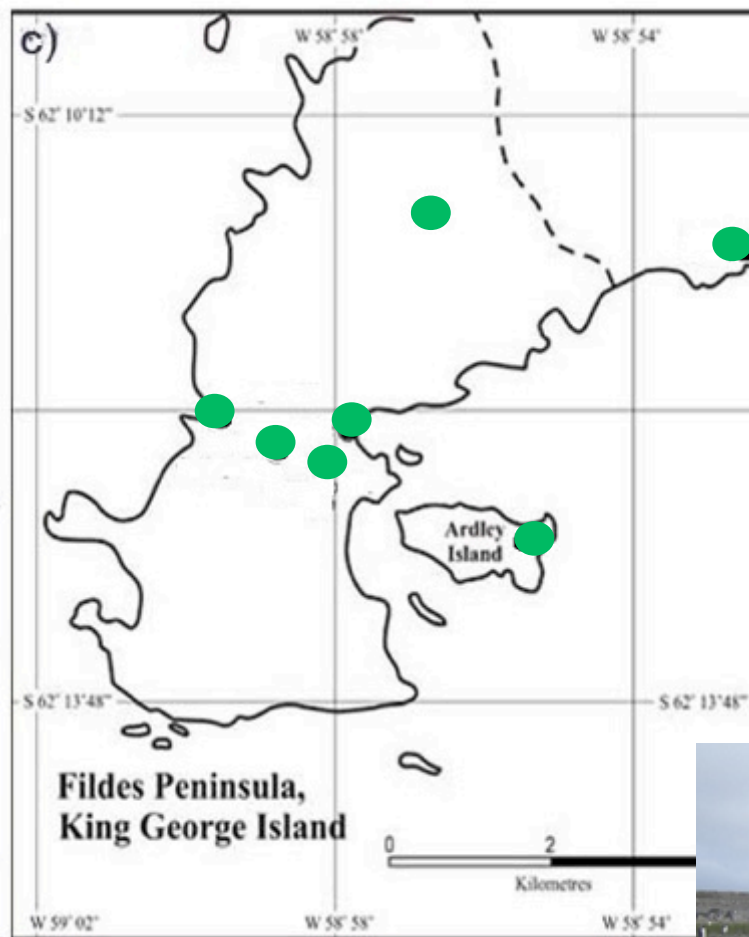 c)
W 58° 58'
W 58° 54'
S 62° 10'12"
Ardley
Island
S 62° 13'48"
S 62° 13'48"
Fildes Peninsula,
King George Island
0
2
Kilometres
W 59° 02'
W 58° 58'
W 58° 54'